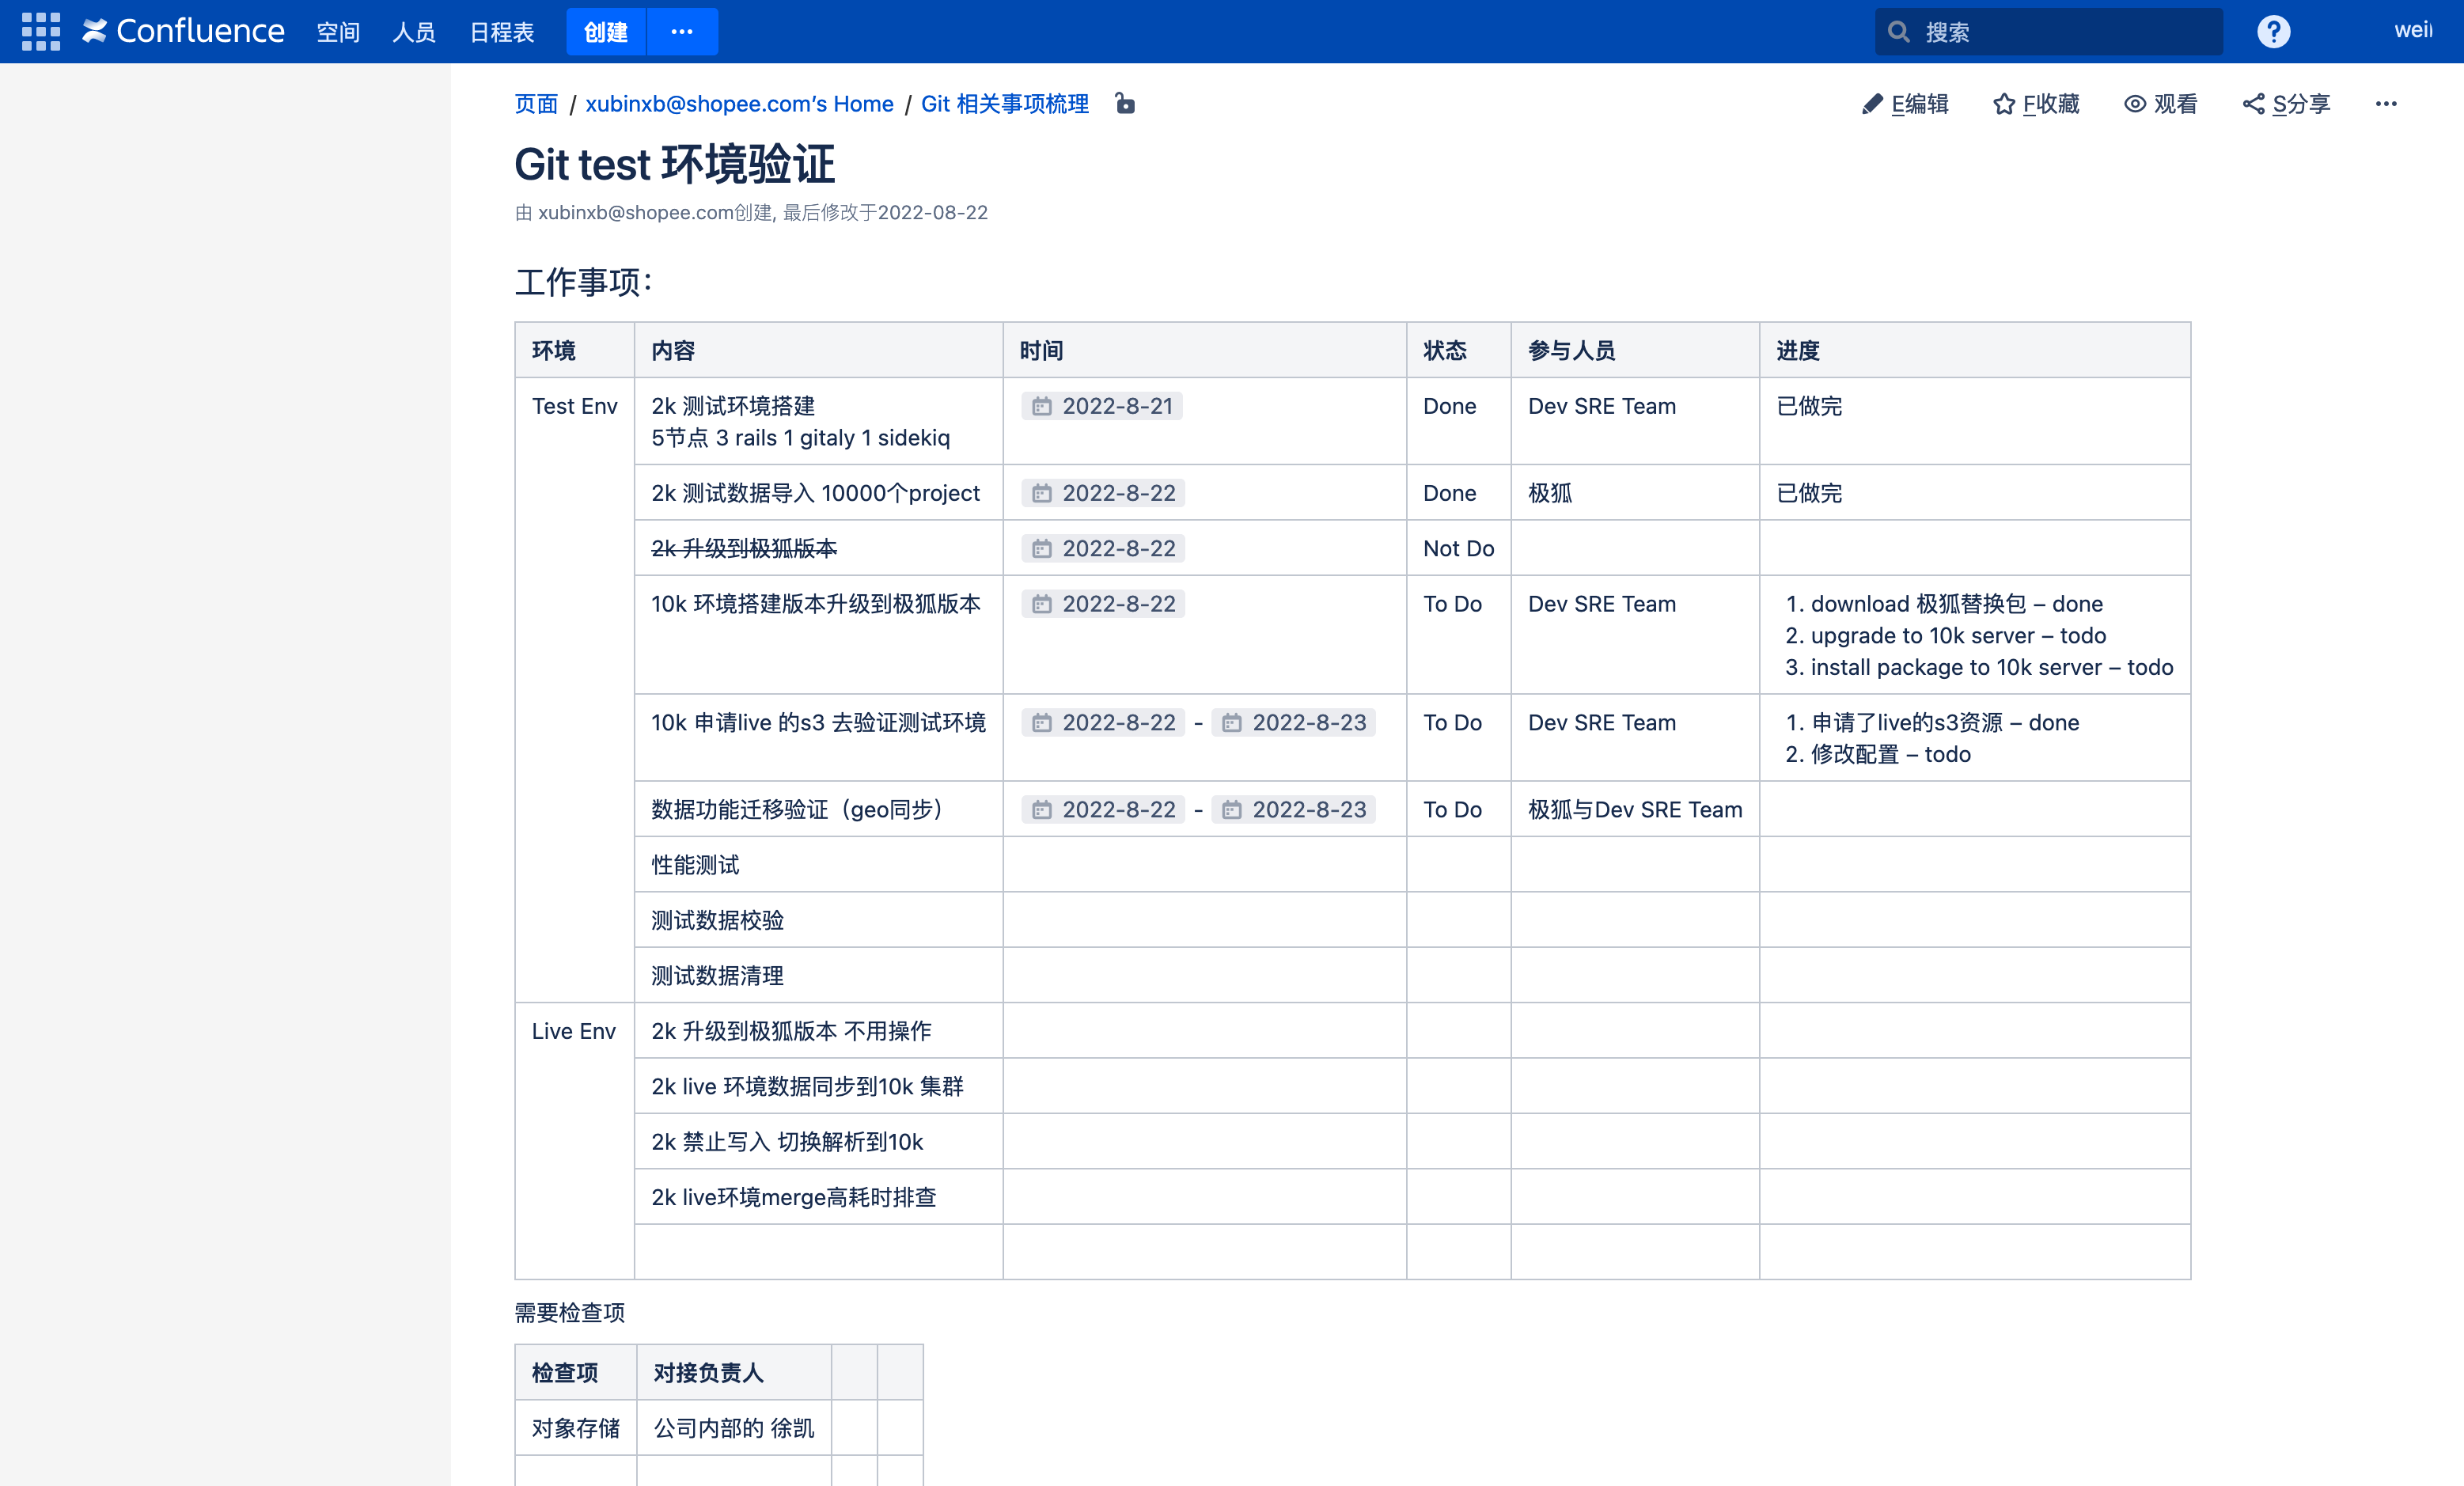 Confluence 空间 人员 日程表 创建 ··· 搜索 ?
页面 / xubinxb@shopee.com's Home / Git 相关事项梳理
E编辑 F收藏 观看 S分享 ···
Git test 环境验证
由 xubinxb@shopee.com创建, 最后修改于2022-08-22
工作事项：
环境 内容 时间 状态 参与人员 进度
Test Env 2k 测试环境搭建 2022-8-21 Done Dev SRE Team 已做完
5节点 3 rails 1 gitaly 1 sidekiq
2k 测试数据导入 10000个project 2022-8-22 Done 极狐 已做完
2k 升级到极狐版本 2022-8-22 Not Do
10k 环境搭建版本升级到极狐版本 2022-8-22 To Do Dev SRE Team 1. download 极狐替换包 – done
2. upgrade to 10k server – todo
3. install package to 10k server – todo
10k 申请live 的s3 去验证测试环境 2022-8-22 - 2022-8-23 To Do Dev SRE Team 1. 申请了live的s3资源 – done
2. 修改配置 – todo
数据功能迁移验证（geo同步） 2022-8-22 - 2022-8-23 To Do 极狐与Dev SRE Team
性能测试
测试数据校验
测试数据清理
Live Env 2k 升级到极狐版本 不用操作
2k live 环境数据同步到10k 集群
2k 禁止写入 切换解析到10k
2k live环境merge高耗时排查
需要检查项
检查项 对接负责人
对象存储 公司内部的 徐凯